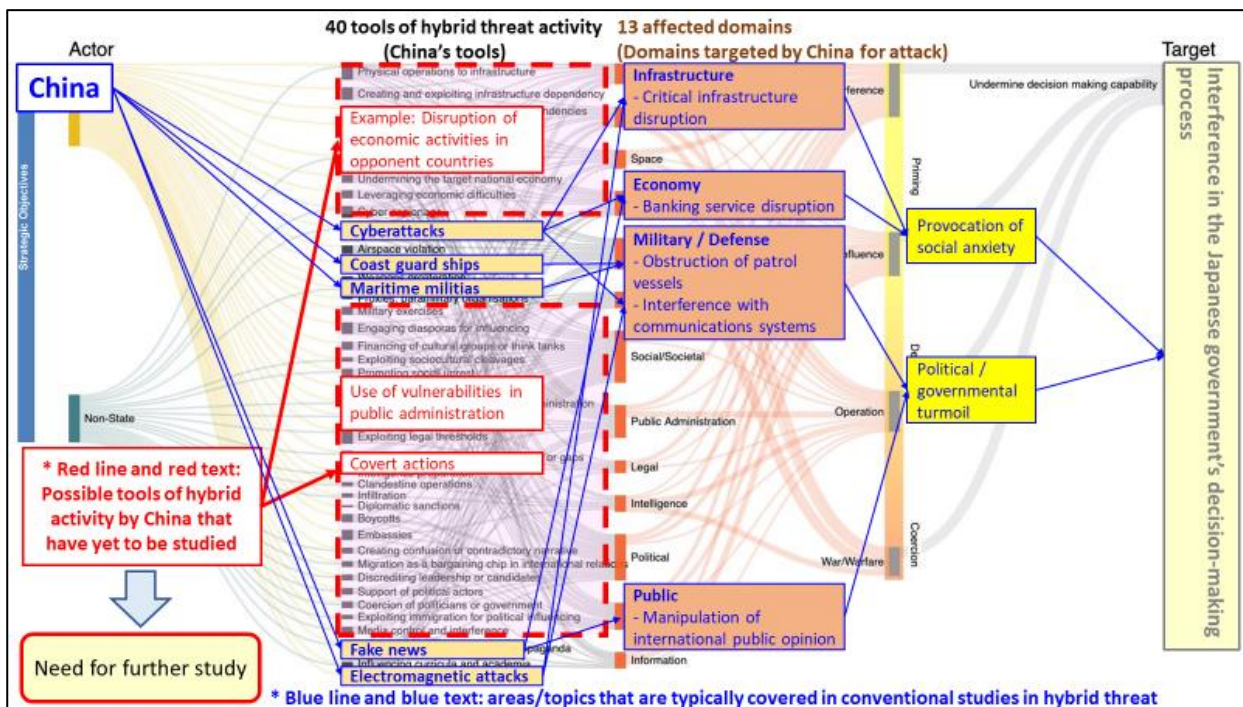 40 tools of hybrid threat activity
(China's tools)
13 affected domains
(Domains targeted by China for attack)
Actor
Target
China
Strategic Objectives
Non-State
* Red line and red text:
Possible tools of hybrid
activity by China that
have yet to be studied
Need for further study
Physical operations to infrastructure
Creating and exploiting infrastructure dependency
Example: Disruption of
economic activities in
opponent countries
Undermining the target national economy
Leveraging economic difficulties
Cyber espionage
Cyberattacks
Airspace violation
Coast guard ships
Maritime militias
Military exercises
Engaging diasporas for influencing
Financing of cultural groups or think tanks
Exploiting sociocultural cleavages
Promoting social unrest
Use of vulnerabilities in
public administration
Exploiting legal thresholds
or gaps
Covert actions
Clandestine operations
Infiltration
Diplomatic sanctions
Boycotts
Embassies
Creating confusion or contradictory narrative
Migration as a bargaining chip in international relations
Discrediting leadership or candidates
Support of political actors
Coercion of politicians or government
Exploiting immigration for political influencing
Media control and interference
Fake news
Influencing curricula and academia
Electromagnetic attacks
Infrastructure
- Critical infrastructure
disruption
Space
Economy
- Banking service disruption
Military / Defense
- Obstruction of patrol
vessels
- Interference with
communications systems
Social/Societal
Public Administration
Legal
Intelligence
Political
Public
- Manipulation of
international public opinion
Information
Priming
Operation
Coercion
War/Warfare
Undermine decision making capability
Provocation of
social anxiety
Political /
governmental
turmoil
Interference in the Japanese government's decision-making
process
* Blue line and blue text: areas/topics that are typically covered in conventional studies in hybrid threat